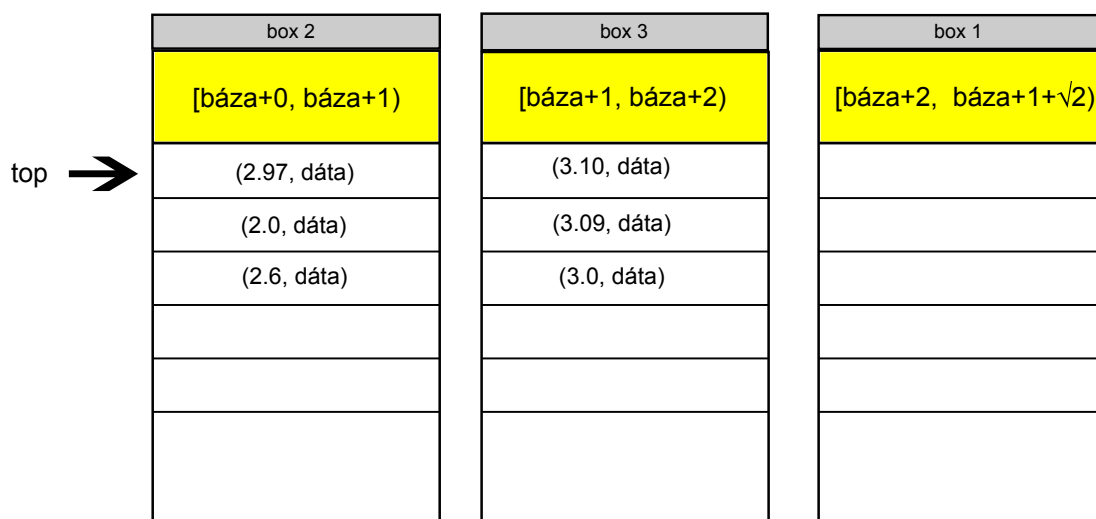 box 2
box 3
box 1
[báza+0, báza+1)
[báza+1, báza+2)
[báza+2, báza+1+√2)
top
(2.97, dáta)
(3.10, dáta)
(2.0, dáta)
(3.09, dáta)
(2.6, dáta)
(3.0, dáta)